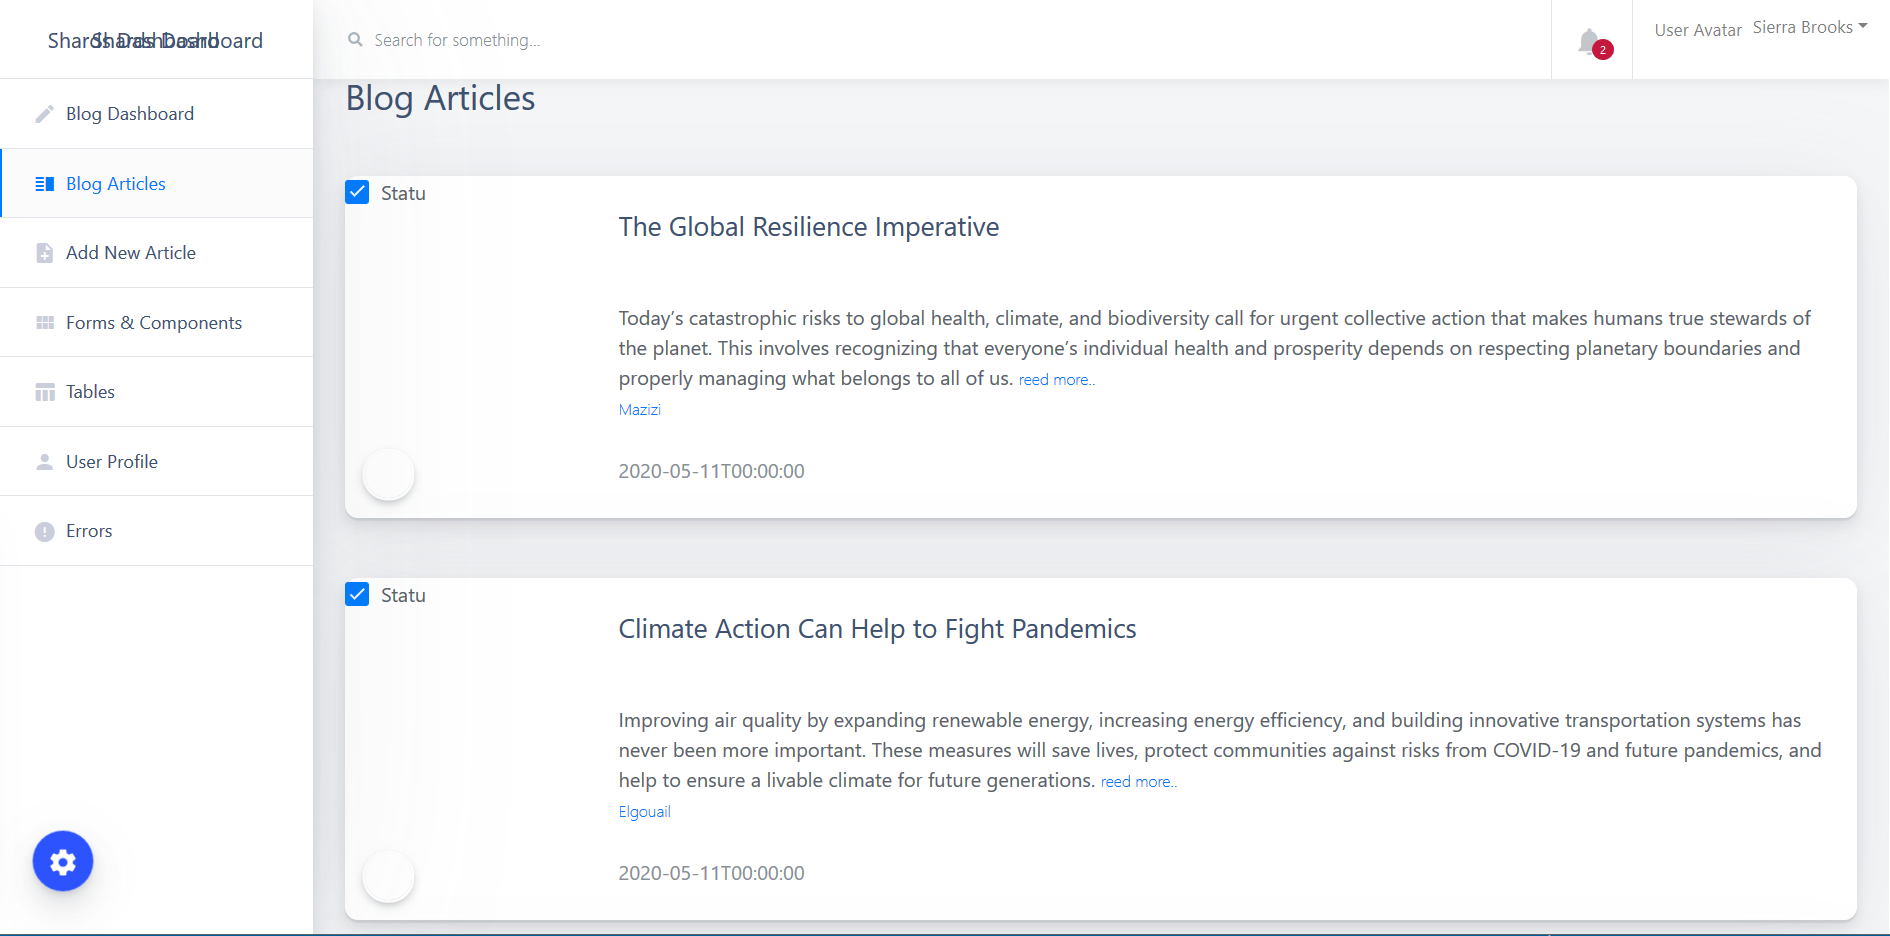 Shards Dashboard Shards Dashboard
Search for something...
2
User Avatar
Sierra Brooks
Blog Dashboard
Blog Articles
Add New Article
Forms & Components
Tables
User Profile
Errors
Blog Articles
Statu
The Global Resilience Imperative
Today’s catastrophic risks to global health, climate, and biodiversity call for urgent collective action that makes humans true stewards of
the planet. This involves recognizing that everyone’s individual health and prosperity depends on respecting planetary boundaries and
properly managing what belongs to all of us. reed more..
Mazizi
2020-05-11T00:00:00
Statu
Climate Action Can Help to Fight Pandemics
Improving air quality by expanding renewable energy, increasing energy efficiency, and building innovative transportation systems has
never been more important. These measures will save lives, protect communities against risks from COVID-19 and future pandemics, and
help to ensure a livable climate for future generations. reed more..
Elgouail
2020-05-11T00:00:00